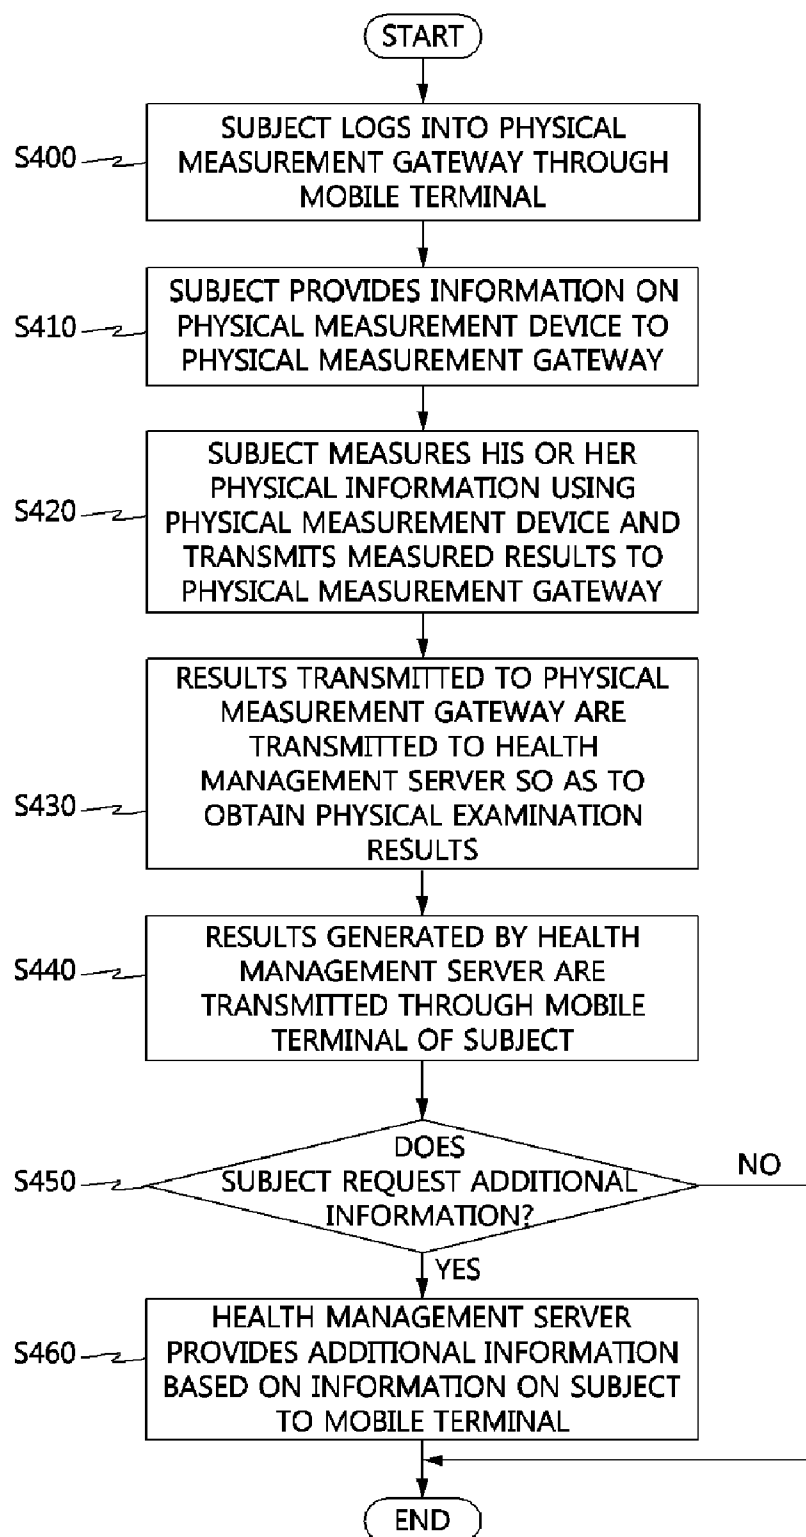 START
S400
SUBJECT LOGS INTO PHYSICAL
MEASUREMENT GATEWAY THROUGH
MOBILE TERMINAL
S410
SUBJECT PROVIDES INFORMATION ON
PHYSICAL MEASUREMENT DEVICE TO
PHYSICAL MEASUREMENT GATEWAY
S420
SUBJECT MEASURES HIS OR HER
PHYSICAL INFORMATION USING
PHYSICAL MEASUREMENT DEVICE AND
TRANSMITS MEASURED RESULTS TO
PHYSICAL MEASUREMENT GATEWAY
S430
RESULTS TRANSMITTED TO PHYSICAL
MEASUREMENT GATEWAY ARE
TRANSMITTED TO HEALTH
MANAGEMENT SERVER SO AS TO
OBTAIN PHYSICAL EXAMINATION
RESULTS
S440
RESULTS GENERATED BY HEALTH
MANAGEMENT SERVER ARE
TRANSMITTED THROUGH MOBILE
TERMINAL OF SUBJECT
S450
DOES
SUBJECT REQUEST ADDITIONAL
INFORMATION?
NO
YES
S460
HEALTH MANAGEMENT SERVER
PROVIDES ADDITIONAL INFORMATION
BASED ON INFORMATION ON SUBJECT
TO MOBILE TERMINAL
END